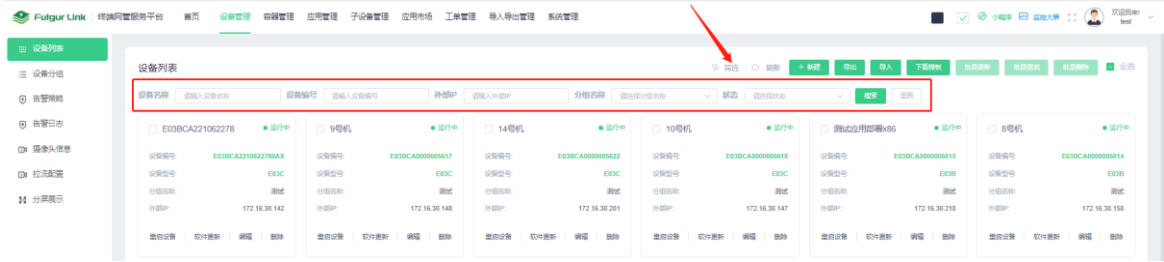 Fulgur Link 终端网管服务平台 首页 设备管理 容器管理 应用管理 子设备管理 应用市场 工单管理 导入导出管理 系统管理 小程序 监控大屏 欢迎回来! test
设备列表
设备分组
告警策略
告警日志
摄像头信息
拉流配置
分屏展示
设备列表 筛选 刷新 + 新建 导出 导入 下载模板 批量更新 批量重启 批量删除 全选
设备名称 请输入设备名称 设备编号 请输入设备编号 外部IP 请输入外部IP 分组名称 请选择分组名称 状态 请选择状态 搜索 重置
E03BCA221062278 运行中 9号机 运行中 14号机 运行中 10号机 运行中 测试应用部署x86 运行中 8号机 运行中
设备编号: E03BCA2210622780AX 设备编号: E03BCA0000005617 设备编号: E03BCA0000005622 设备编号: E03BCA0000005618 设备编号: E03BCA0000005615 设备编号: E03BCA0000005614
设备型号: E03C 设备型号: E03C 设备型号: E03C 设备型号: E03C 设备型号: E03B 设备型号: E03B
分组名称: 测试 分组名称: 测试 分组名称: 测试 分组名称: 测试 分组名称: 测试 分组名称: 测试
外部IP: 172.16.30.142 外部IP: 172.16.30.148 外部IP: 172.16.30.201 外部IP: 172.16.30.147 外部IP: 172.16.30.218 外部IP: 172.16.30.158
重启设备 软件更新 编辑 删除 重启设备 软件更新 编辑 删除 重启设备 软件更新 编辑 删除 重启设备 软件更新 编辑 删除 重启设备 软件更新 编辑 删除 重启设备 软件更新 编辑 删除